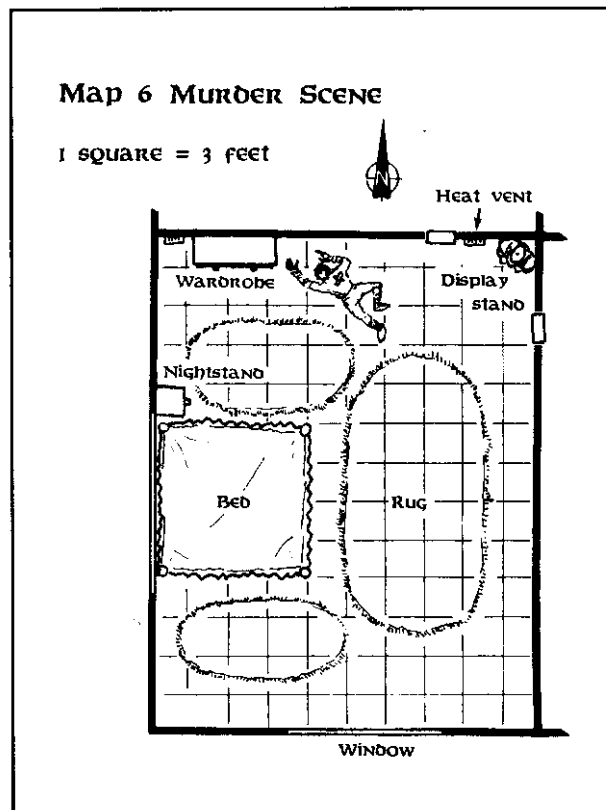 Map 6 Murder Scene
1 square = 3 feet
N
Heat vent
Wardrobe
Display
stand
Nightstand
Bed
Rug
Window